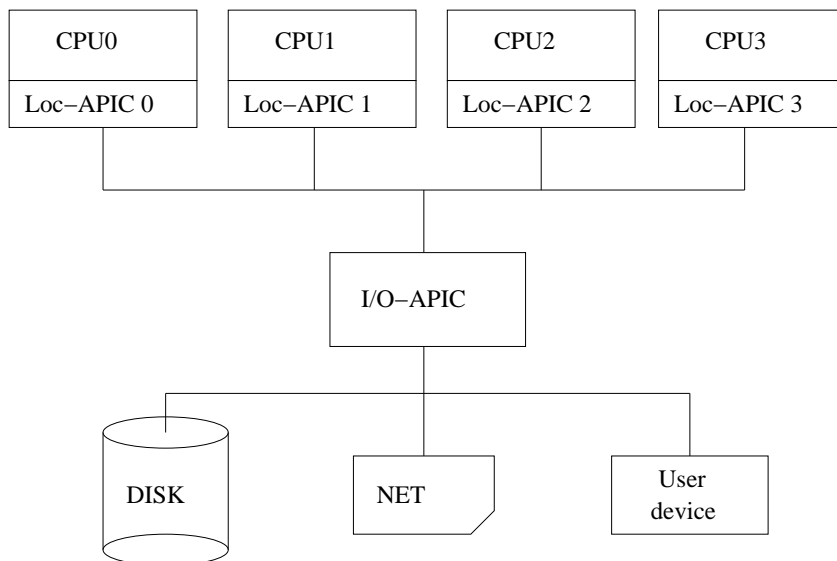 CPU0
CPU1
CPU2
CPU3
Loc−APIC 0
Loc−APIC 1
Loc−APIC 2
Loc−APIC 3
I/O−APIC
DISK
NET
User
device